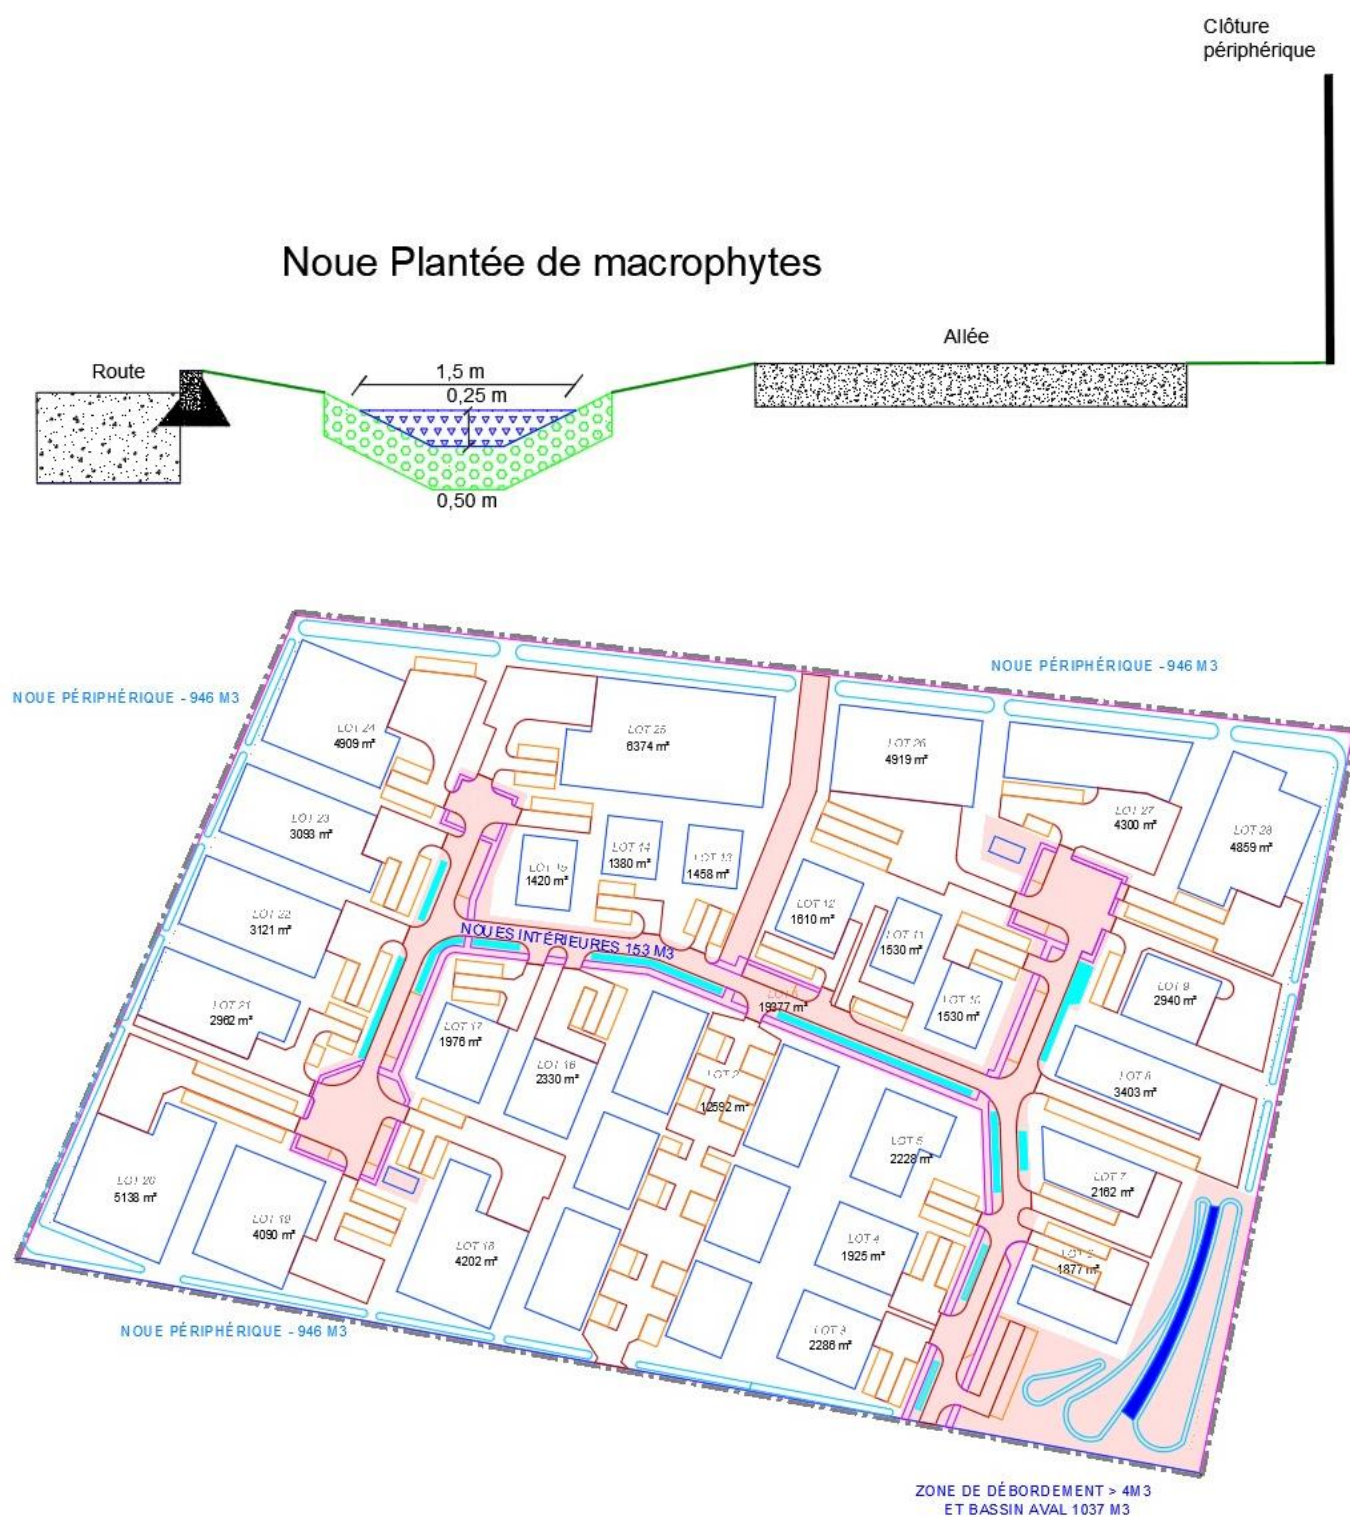 Clôture
périphérique
Noue Plantée de macrophytes
Allée
Route
1,5 m
0,25 m
0,50 m
NOUE PÉRIPHÉRIQUE - 946 M3
NOUE PÉRIPHÉRIQUE - 946 M3
LOT 24
4909 m²
LOT 25
6374 m²
LOT 26
4919 m²
LOT 27
4300 m²
LOT 28
4859 m²
LOT 23
3093 m²
LOT 15
1420 m²
LOT 14
1380 m²
LOT 13
1458 m²
LOT 12
1610 m²
LOT 11
1530 m²
LOT 22
3121 m²
NOUES INTÉRIEURES 153 M3
LOT 21
2962 m²
19377 m²
LOT 10
1530 m²
LOT 9
2940 m²
LOT 17
1976 m²
LOT 16
2330 m²
LOT 2
12592 m²
LOT 8
3403 m²
LOT 5
2228 m²
LOT 7
2162 m²
LOT 20
5138 m²
LOT 19
4090 m²
LOT 18
4202 m²
LOT 4
1925 m²
1877 m²
LOT 3
2286 m²
NOUE PÉRIPHÉRIQUE - 946 M3
ZONE DE DÉBORDEMENT > 4M3
ET BASSIN AVAL 1037 M3